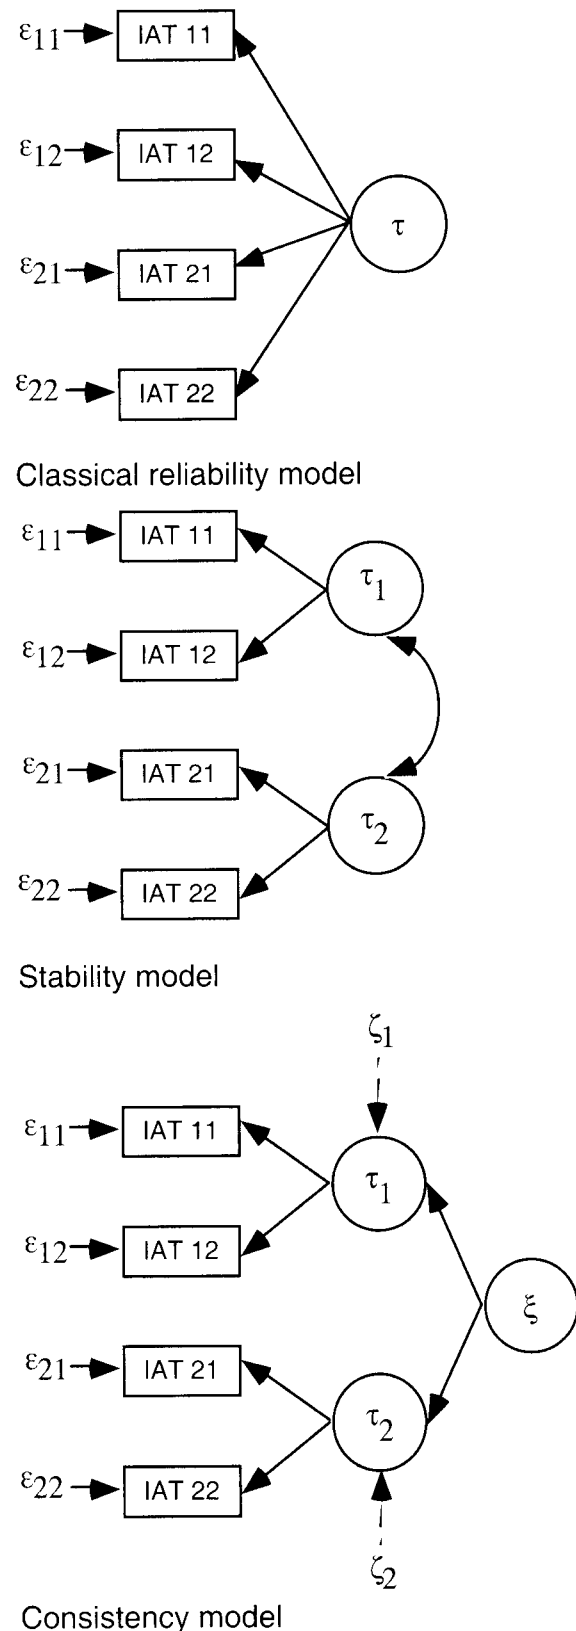 ε11 IAT 11
ε12 IAT 12
τ
ε21 IAT 21
ε22 IAT 22
Classical reliability model
ε11 IAT 11
τ1
ε12 IAT 12
ε21 IAT 21
τ2
ε22 IAT 22
Stability model
ζ1
ε11 IAT 11
τ1
ε12 IAT 12
ξ
ε21 IAT 21
τ2
ε22 IAT 22
ζ2
Consistency model